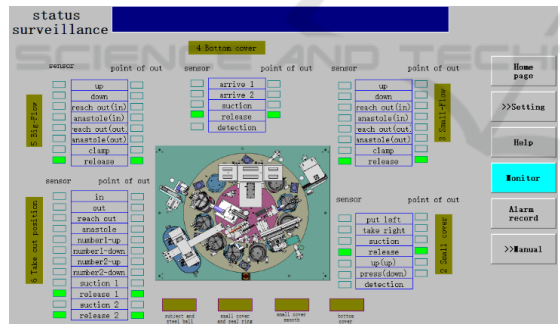 status
surveillance
SCIENCE AND TECH
4 Bottom cover
sensor point of out
sensor point of out
sensor point of out
up
down
reach out(in)
anastole(in)
reach out(out.
anastole(out)
clamp
release
5 Big-Flow
arrive 1
arrive 2
suction
release
detection
up
down
reach out(in)
anastole(in)
each out(out.
anastole(out)
clamp
release
3 Small-Flow
Home
page
>>Setting
Help
Monitor
Alarm
record
>>Manual
sensor point of out
in
out
reach out
anastole
number1-up
number1-down
number2-up
number2-down
suction 1
release 1
suction 2
release 2
6 Take out position
sensor point of out
put left
take right
suction
release
up(up)
press(down)
detection
2 Small cover
subject and
steel ball
small cover
and seel ring
small cover
smooth
bottom
cover